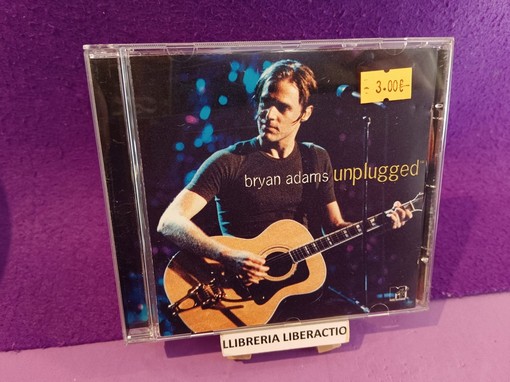 3.00€
bryan adams unplugged
LLIBRERIA LIBERACTIO